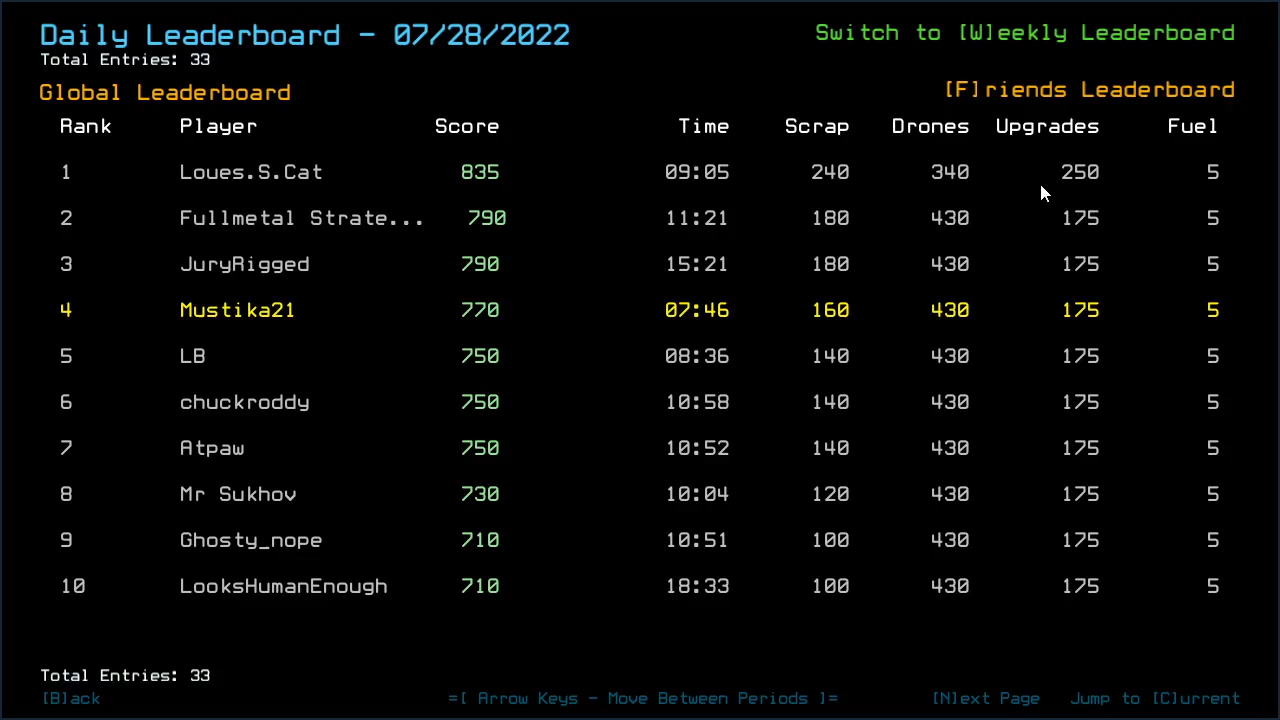 Daily Leaderboard - 07/28/2022
Switch to [W]eekly Leaderboard
Total Entries: 33
Global Leaderboard
[F]riends Leaderboard
Rank Player Score Time Scrap Drones Upgrades Fuel
1 Loues.S.Cat 835 09:05 240 340 250 5
2 Fullmetal Strate... 790 11:21 180 430 175 5
3 JuryRigged 790 15:21 180 430 175 5
4 Mustika21 770 07:46 160 430 175 5
5 LB 750 08:36 140 430 175 5
6 chuckroddy 750 10:58 140 430 175 5
7 Atpaw 750 10:52 140 430 175 5
8 Mr Sukhov 730 10:04 120 430 175 5
9 Ghosty_nope 710 10:51 100 430 175 5
10 LooksHumanEnough 710 18:33 100 430 175 5
Total Entries: 33
[B]ack =[ Arrow Keys - Move Between Periods ]= [N]ext Page Jump to [C]urrent